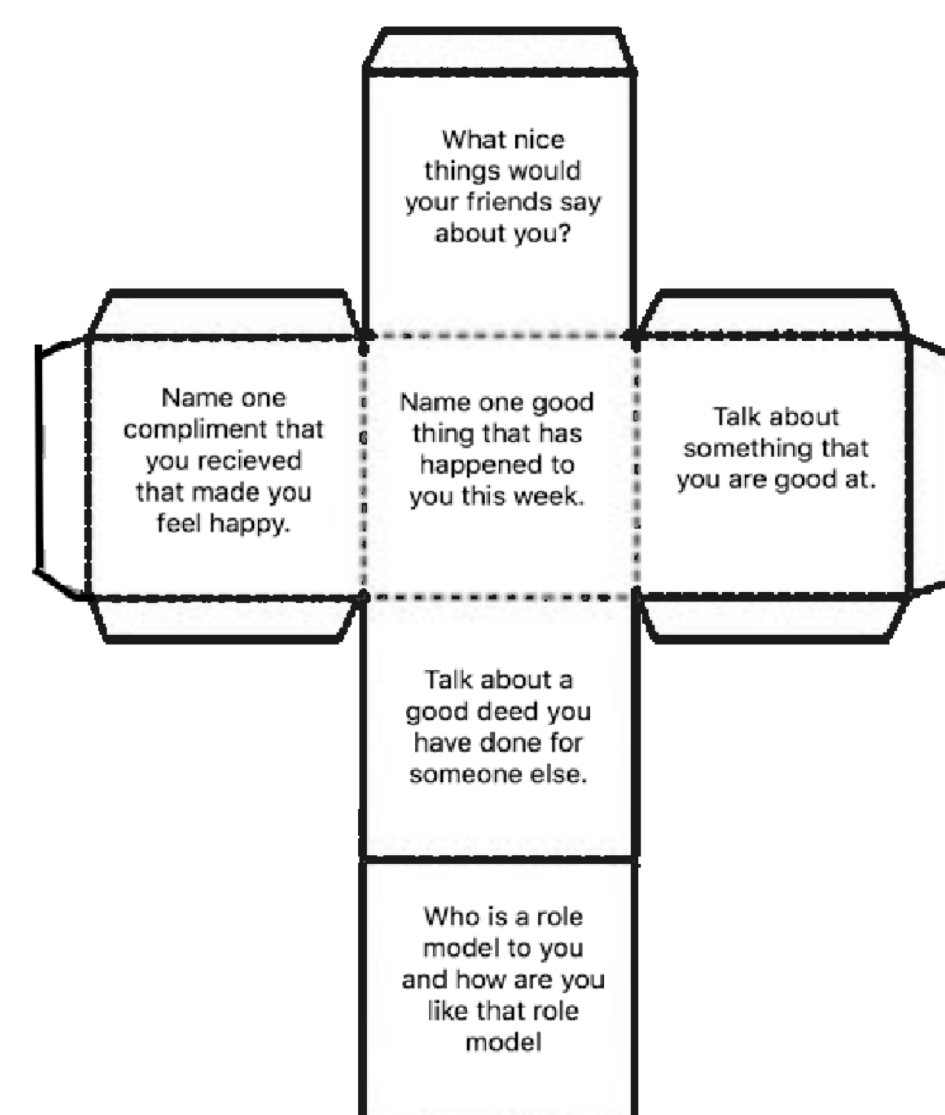 What nice
things would
your friends say
about you?
Name one
compliment that
you recieved
that made you
feel happy.
Name one good
thing that has
happened to
you this week.
Talk about
something that
you are good at.
Talk about a
good deed you
have done for
someone else.
Who is a role
model to you
and how are you
like that role
model